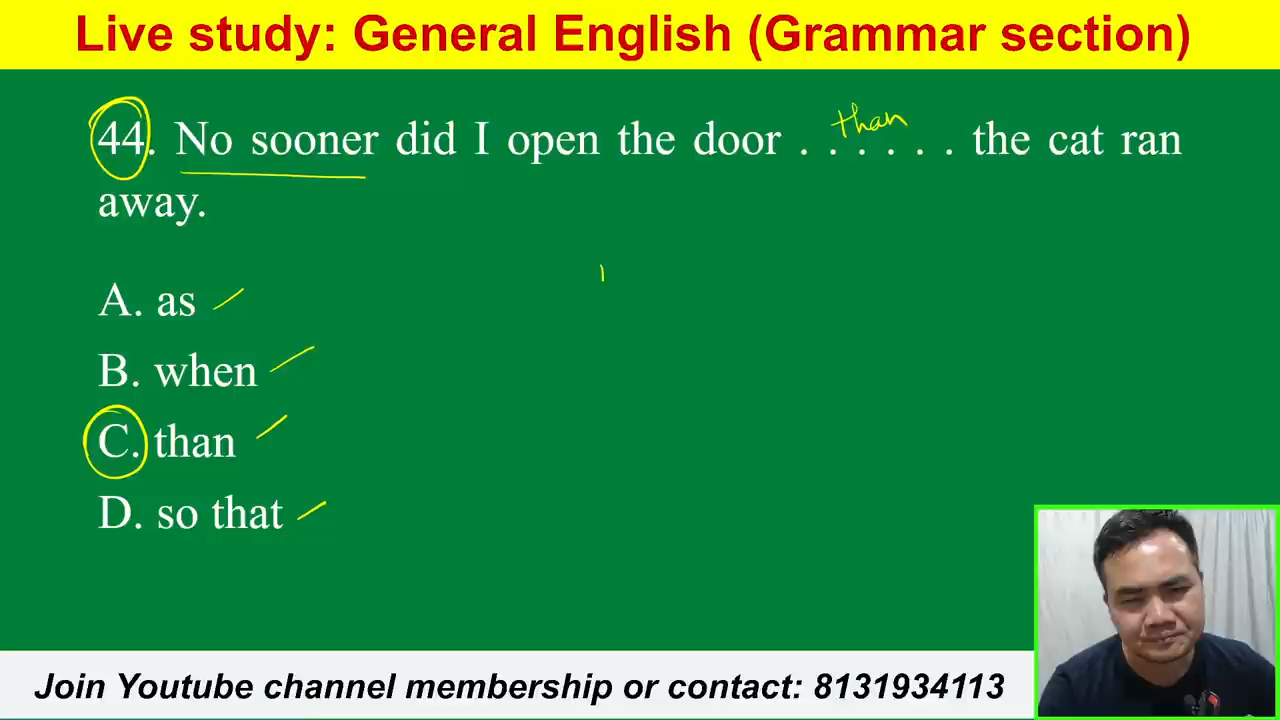 Live study: General English (Grammar section)
than
44. No sooner did I open the door . . . . . . the cat ran
away.
A. as
B. when
C. than
D. so that
Join Youtube channel membership or contact: 8131934113